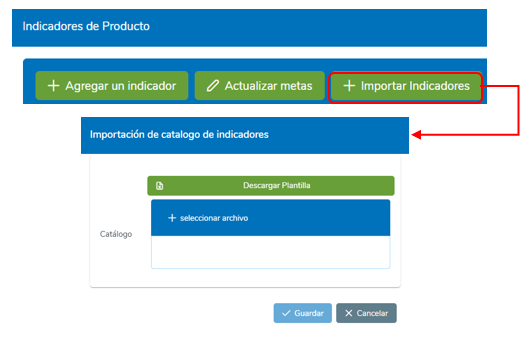 Indicadores de Producto
Agregar un indicador
Actualizar metas
Importar Indicadores
Importación de catalogo de indicadores
Descargar Plantilla
seleccionar archivo
Catálogo
Guardar
Cancelar